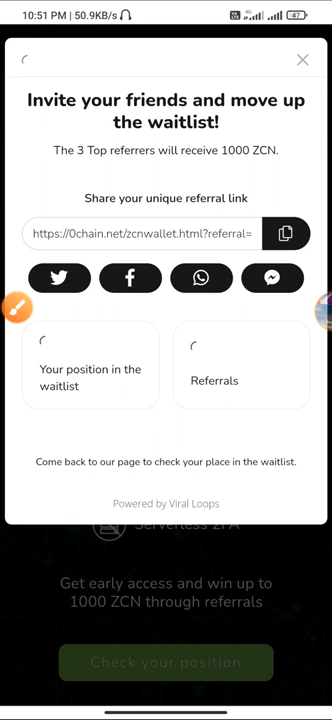 10:51 PM | 50.9KB/s
4G
47
Invite your friends and move up
the waitlist!
The 3 Top referrers will receive 1000 ZCN.
Share your unique referral link
https://0chain.net/zcnwallet.html?referral=
Your position in the
waitlist
Referrals
Come back to our page to check your place in the waitlist.
Powered by Viral Loops
Serverless 2FA
Get early access and win up to
1000 ZCN through referrals
Check your position